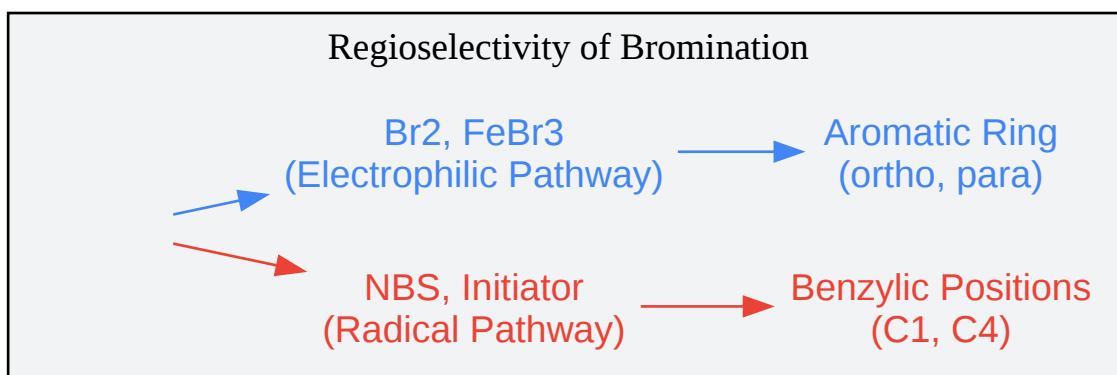 Regioselectivity of Bromination
Br2, FeBr3
(Electrophilic Pathway)
Aromatic Ring
(ortho, para)
NBS, Initiator
(Radical Pathway)
Benzylic Positions
(C1, C4)